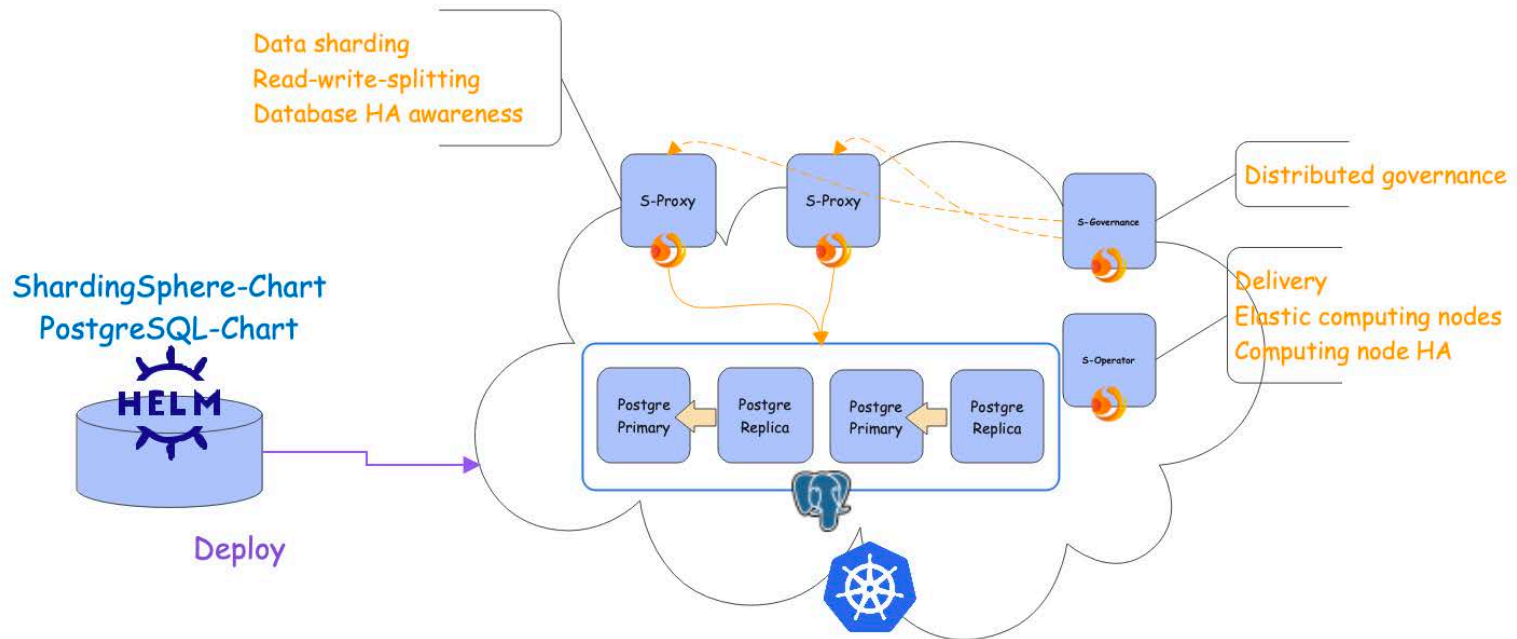 Data sharding
Read-write-splitting
Database HA awareness
S-Proxy
S-Proxy
S-Governance
Distributed governance
ShardingSphere-Chart
PostgreSQL-Chart
HELM
Delivery
Elastic computing nodes
Computing node HA
S-Operator
Postgre
Primary
Postgre
Replica
Postgre
Primary
Postgre
Replica
Deploy